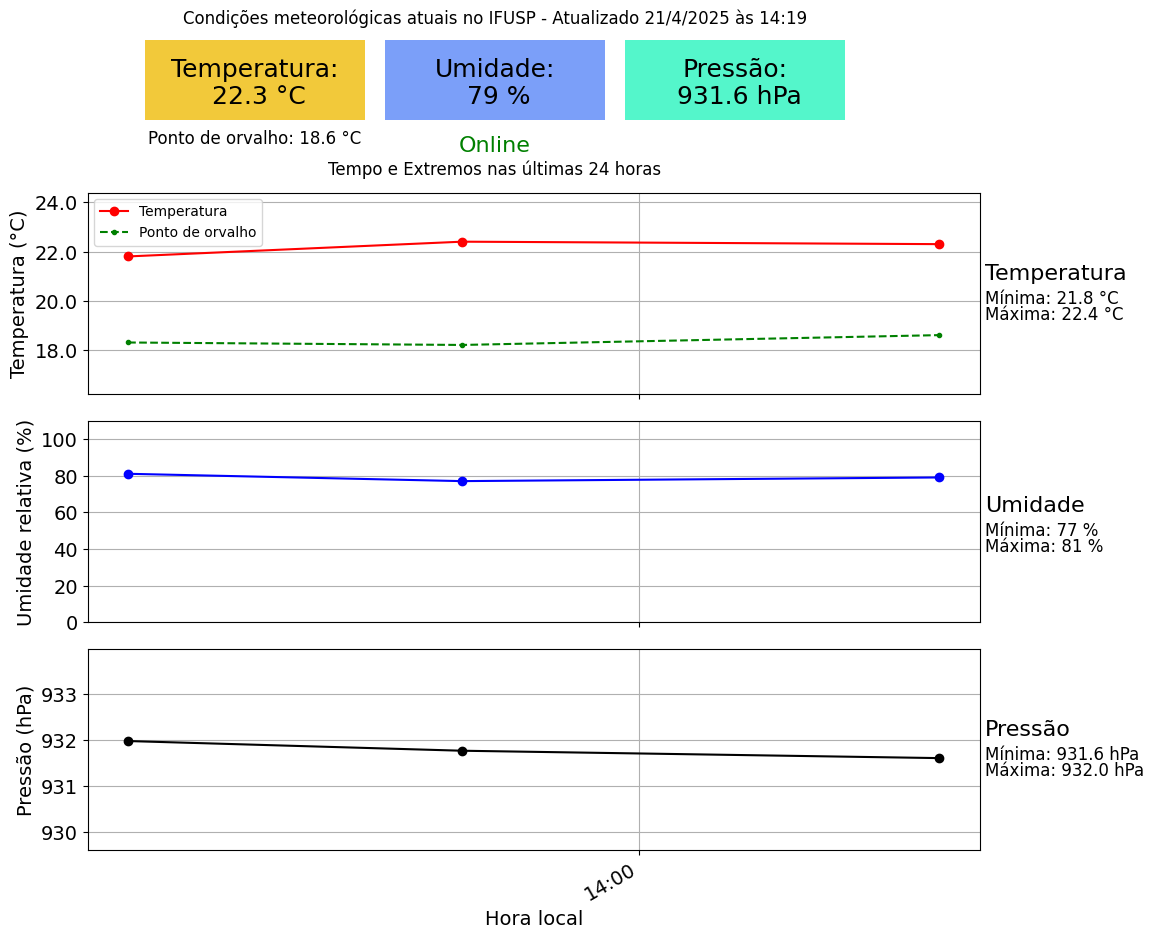 Condições meteorológicas atuais no IFUSP - Atualizado 21/4/2025 às 14:19
Temperatura:
22.3 °C
Umidade:
79 %
Pressão:
931.6 hPa
Ponto de orvalho: 18.6 °C
Online
Tempo e Extremos nas últimas 24 horas
Temperatura (°C)
24.0
22.0
20.0
18.0
Temperatura
Ponto de orvalho
Temperatura
Mínima: 21.8 °C
Máxima: 22.4 °C
Umidade relativa (%)
100
80
60
40
20
0
Umidade
Mínima: 77 %
Máxima: 81 %
Pressão (hPa)
933
932
931
930
Pressão
Mínima: 931.6 hPa
Máxima: 932.0 hPa
14:00
Hora local